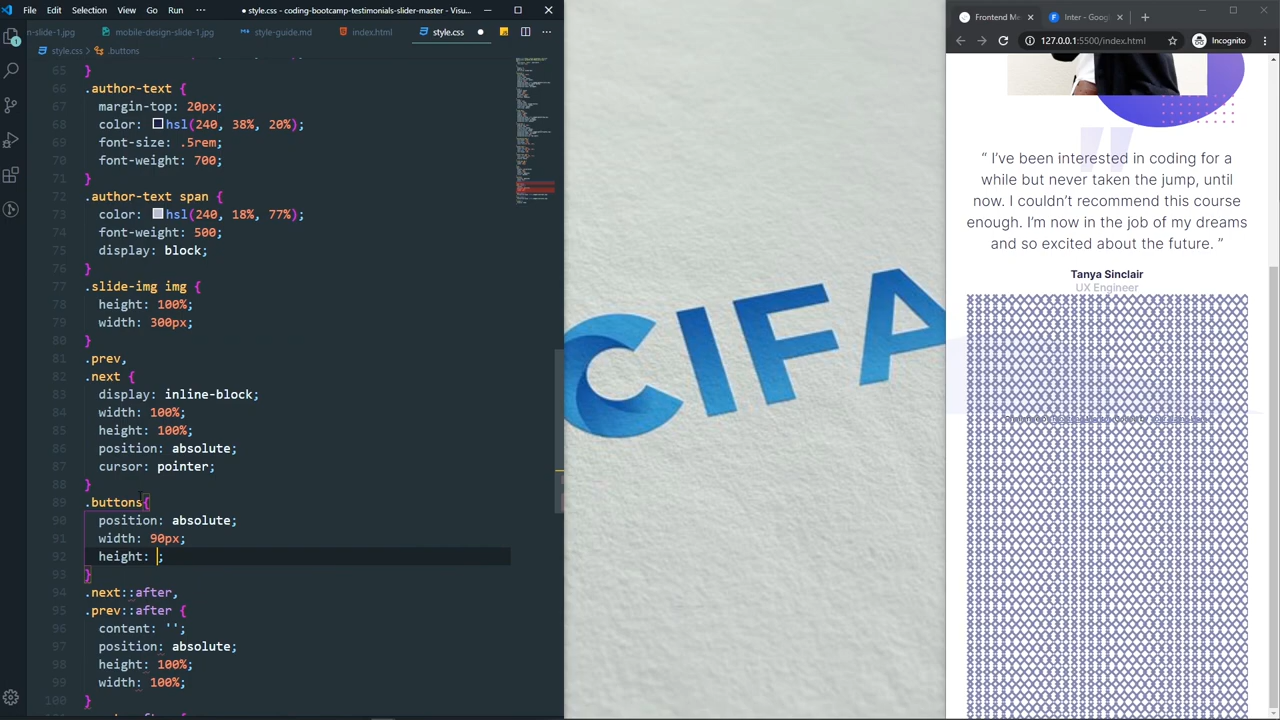 File Edit Selection View Go Run ···
● style.css - coding-bootcamp-testimonials-slider-master - Visu...
n-slide-1.jpg mobile-design-slide-1.jpg style-guide.md index.html style.css
style.css > .buttons
65 }
66 .author-text {
67 margin-top: 20px;
68 color: hsl(240, 38%, 20%);
69 font-size: .5rem;
70 font-weight: 700;
71 }
72 .author-text span {
73 color: hsl(240, 18%, 77%);
74 font-weight: 500;
75 display: block;
76 }
77 .slide-img img {
78 height: 100%;
79 width: 300px;
80 }
81 .prev,
82 .next {
83 display: inline-block;
84 width: 100%;
85 height: 100%;
86 position: absolute;
87 cursor: pointer;
88 }
89 .buttons{
90 position: absolute;
91 width: 90px;
92 height: ;
93 }
94 .next::after,
95 .prev::after {
96 content: '';
97 position: absolute;
98 height: 100%;
99 width: 100%;
100 }
CIFA
Frontend Me Inter - Goog
127.0.0.1:5500/index.html Incognito
“ I’ve been interested in coding for a
while but never taken the jump, until
now. I couldn’t recommend this course
enough. I’m now in the job of my dreams
and so excited about the future. ”
Tanya Sinclair
UX Engineer